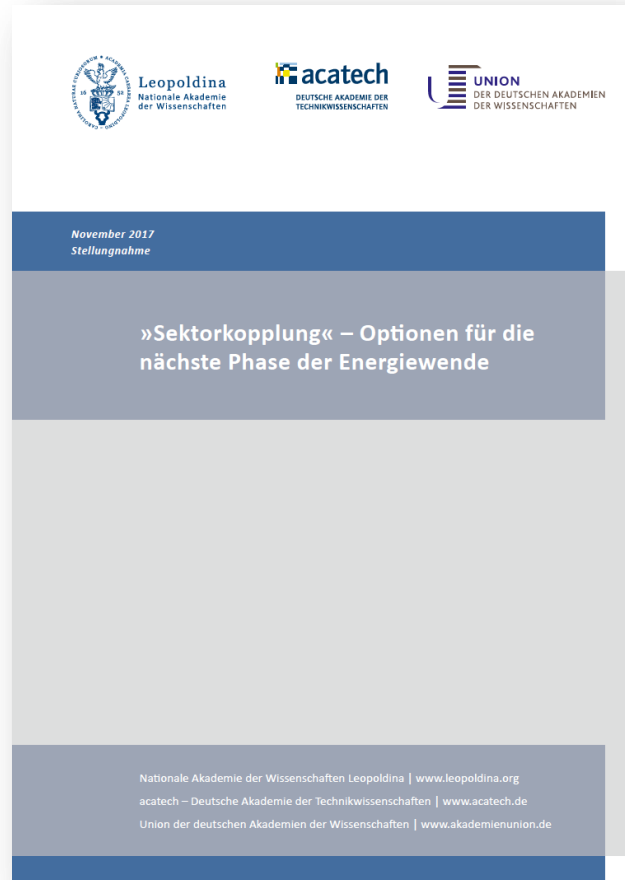 Leopoldina
Nationale Akademie
der Wissenschaften
acatech
DEUTSCHE AKADEMIE DER
TECHNIKWISSENSCHAFTEN
UNION
DER DEUTSCHEN AKADEMIEN
DER WISSENSCHAFTEN
November 2017
Stellungnahme
»Sektorkopplung« – Optionen für die
nächste Phase der Energiewende
Nationale Akademie der Wissenschaften Leopoldina | www.leopoldina.org
acatech – Deutsche Akademie der Technikwissenschaften | www.acatech.de
Union der deutschen Akademien der Wissenschaften | www.akademienunion.de